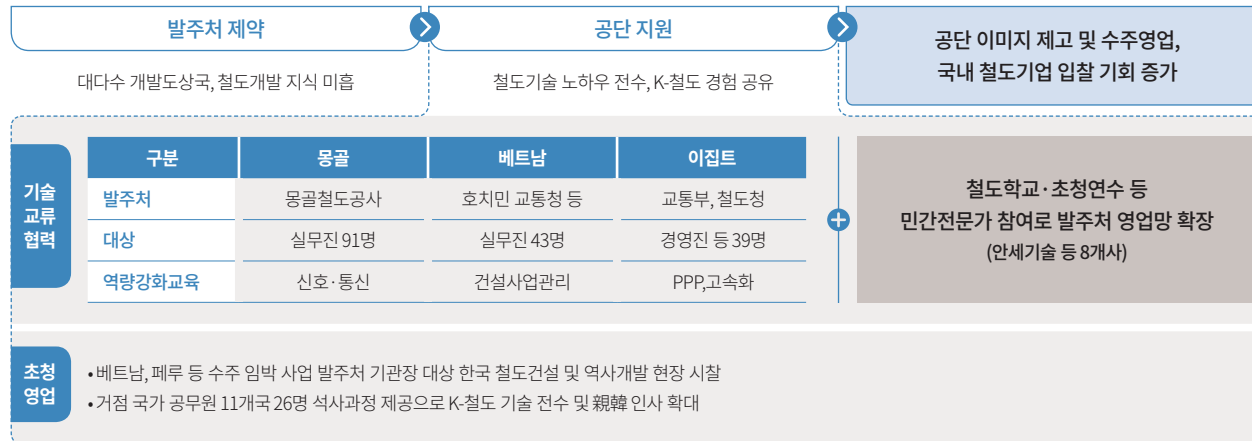 발주처 제약
공단 지원
공단 이미지 제고 및 수주영업,
국내 철도기업 입찰 기회 증가
대다수 개발도상국, 철도개발 지식 미흡
철도기술 노하우 전수, K-철도 경험 공유
기술
교류
협력
구분 몽골 베트남 이집트
발주처 몽골철도공사 호치민 교통청 등 교통부, 철도청
대상 실무진 91명 실무진 43명 경영진 등 39명
역량강화교육 신호·통신 건설사업관리 PPP,고속화
철도학교·초청연수 등
민간전문가 참여로 발주처 영업망 확장
(안세기술 등 8개사)
초청
영업
• 베트남, 페루 등 수주 임박 사업 발주처 기관장 대상 한국 철도건설 및 역사개발 현장 시찰
• 거점 국가 공무원 11개국 26명 석사과정 제공으로 K-철도 기술 전수 및 親韓 인사 확대